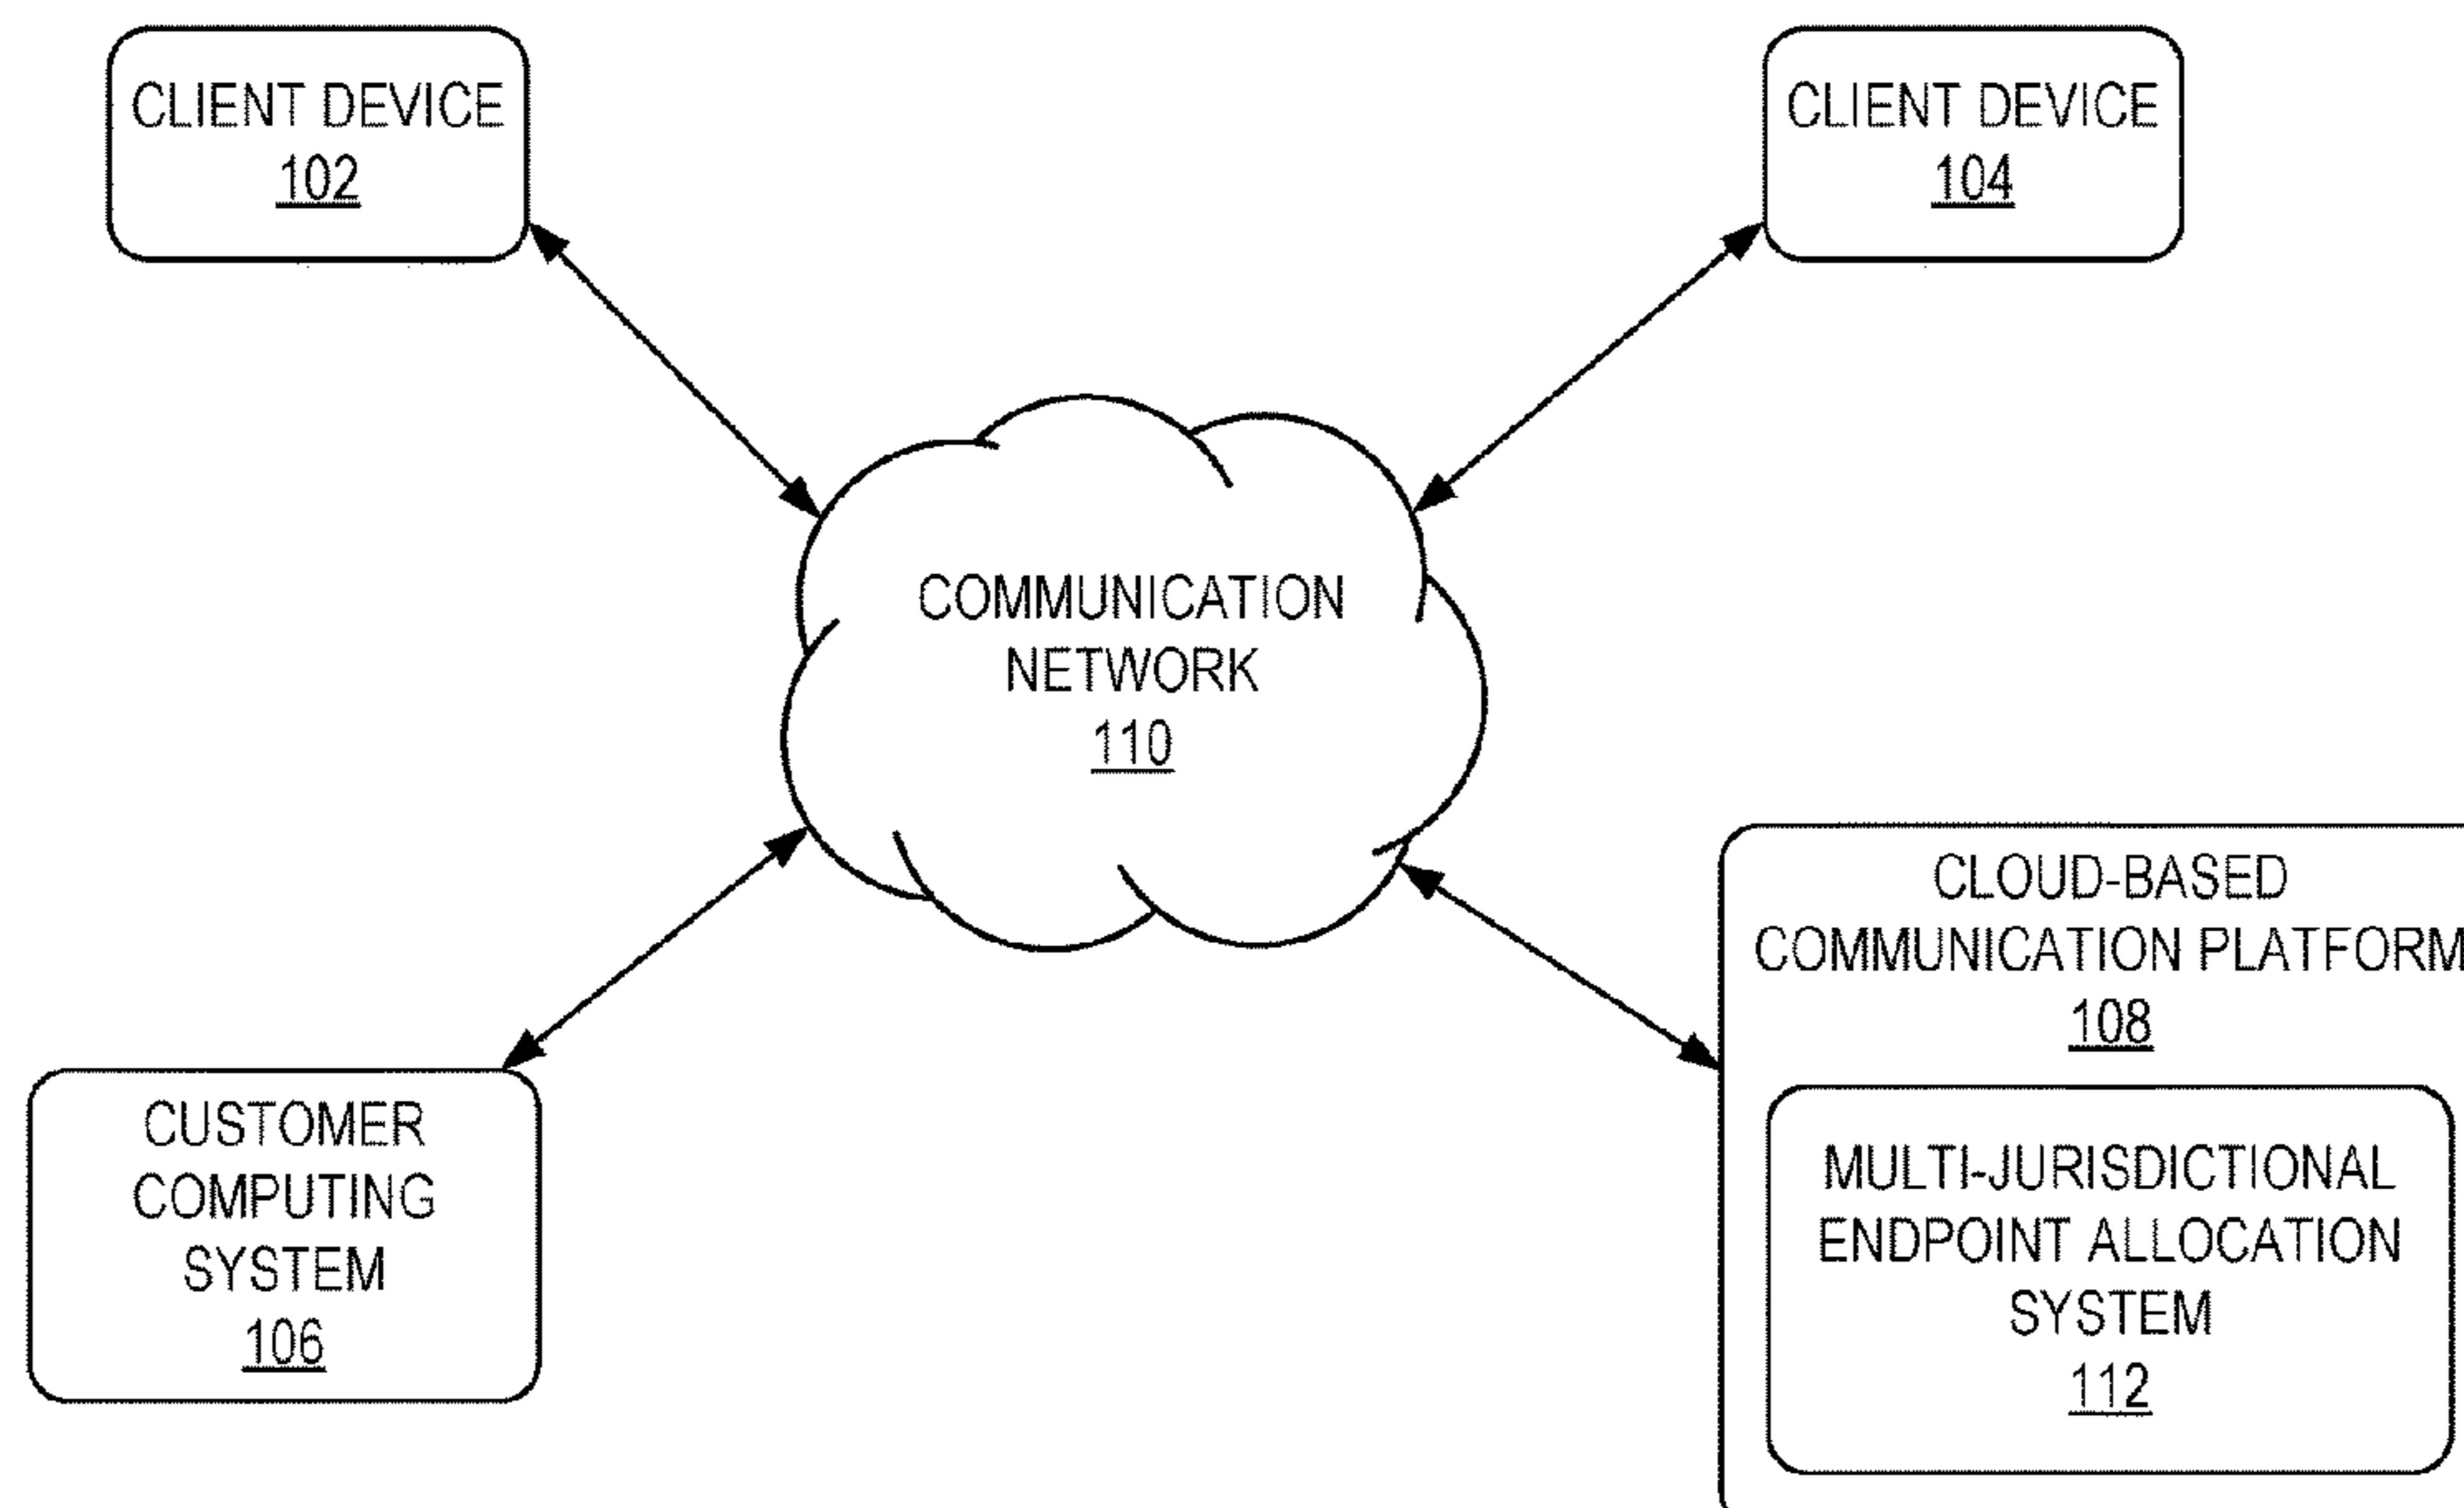 CLIENT DEVICE
102
CLIENT DEVICE
104
COMMUNICATION
NETWORK
110
CUSTOMER
COMPUTING
SYSTEM
106
CLOUD-BASED
COMMUNICATION PLATFORM
108
MULTI-JURISDICTIONAL
ENDPOINT ALLOCATION
SYSTEM
112